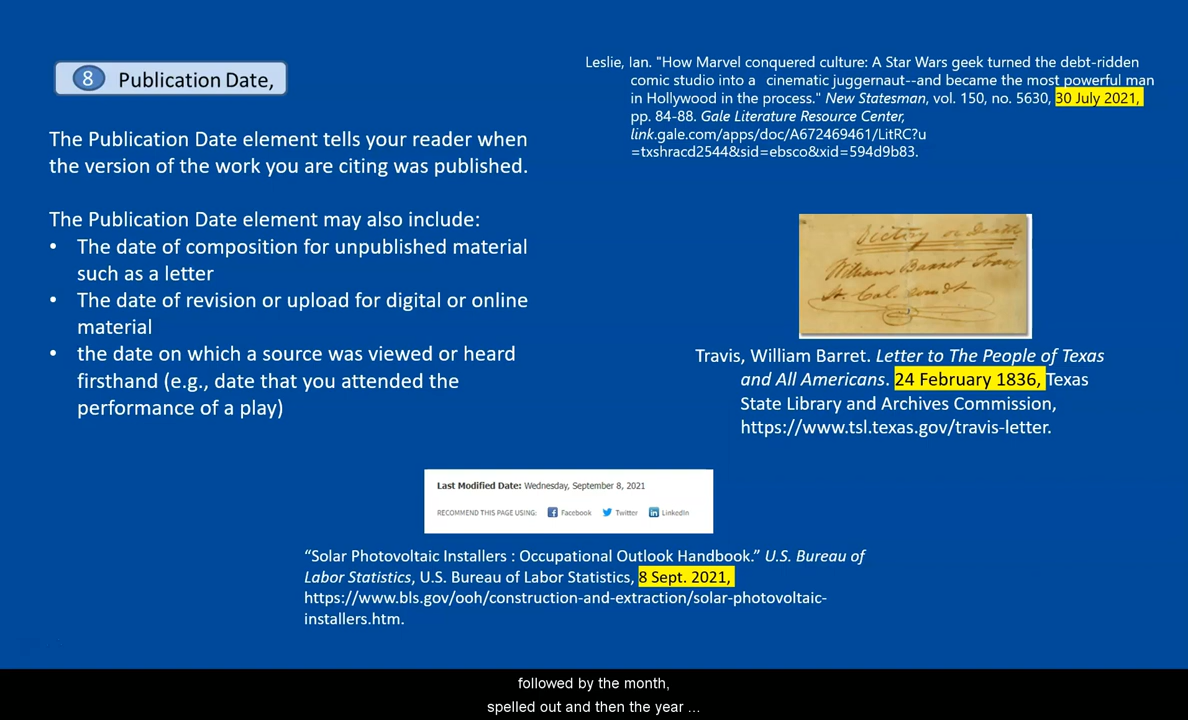 8 Publication Date,
The Publication Date element tells your reader when
the version of the work you are citing was published.
The Publication Date element may also include:
• The date of composition for unpublished material
such as a letter
• The date of revision or upload for digital or online
material
• the date on which a source was viewed or heard
firsthand (e.g., date that you attended the
performance of a play)
Leslie, Ian. "How Marvel conquered culture: A Star Wars geek turned the debt-ridden
comic studio into a cinematic juggernaut--and became the most powerful man
in Hollywood in the process." New Statesman, vol. 150, no. 5630, 30 July 2021,
pp. 84-88. Gale Literature Resource Center,
link.gale.com/apps/doc/A672469461/LitRC?u
=txshracd2544&sid=ebsco&xid=594d9b83.
Victory or Death
William Barret Trav
Lt. Col. comdt
Travis, William Barret. Letter to The People of Texas
and All Americans. 24 February 1836, Texas
State Library and Archives Commission,
https://www.tsl.texas.gov/travis-letter.
Last Modified Date: Wednesday, September 8, 2021
RECOMMEND THIS PAGE USING: Facebook Twitter LinkedIn
“Solar Photovoltaic Installers : Occupational Outlook Handbook.” U.S. Bureau of
Labor Statistics, U.S. Bureau of Labor Statistics, 8 Sept. 2021,
https://www.bls.gov/ooh/construction-and-extraction/solar-photovoltaic-
installers.htm.
followed by the month,
spelled out and then the year ...